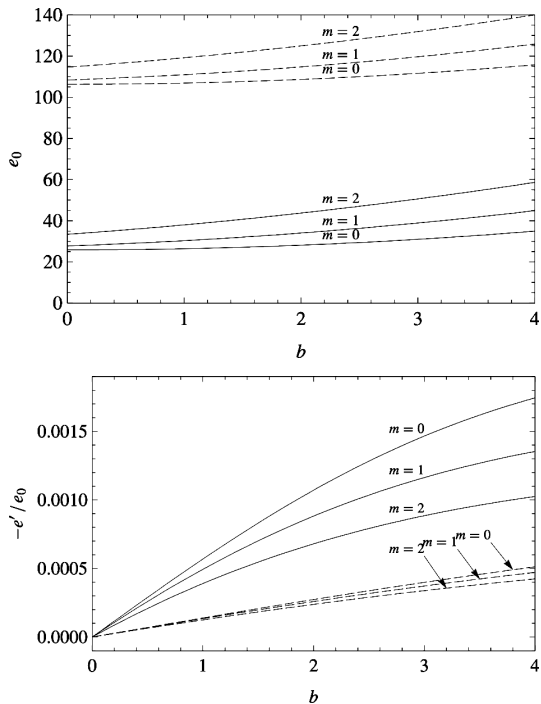 140
120
100
80
60
40
20
0
e₀
m = 2
m = 1
m = 0
m = 2
m = 1
m = 0
0 1 2 3 4
b
0.0015
0.0010
0.0005
0.0000
−e′/e₀
m = 0
m = 1
m = 2
m = 2 m = 1 m = 0
0 1 2 3 4
b